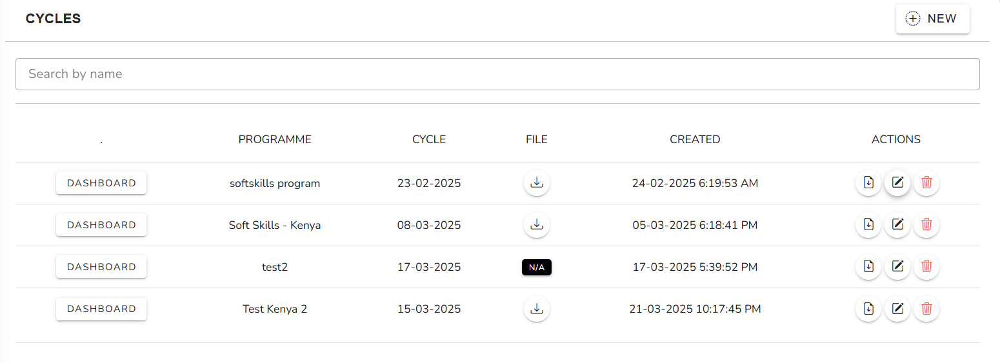 CYCLES
NEW
Search by name
. PROGRAMME CYCLE FILE CREATED ACTIONS
DASHBOARD softskills program 23-02-2025 24-02-2025 6:19:53 AM
DASHBOARD Soft Skills - Kenya 08-03-2025 05-03-2025 6:18:41 PM
DASHBOARD test2 17-03-2025 N/A 17-03-2025 5:39:52 PM
DASHBOARD Test Kenya 2 15-03-2025 21-03-2025 10:17:45 PM